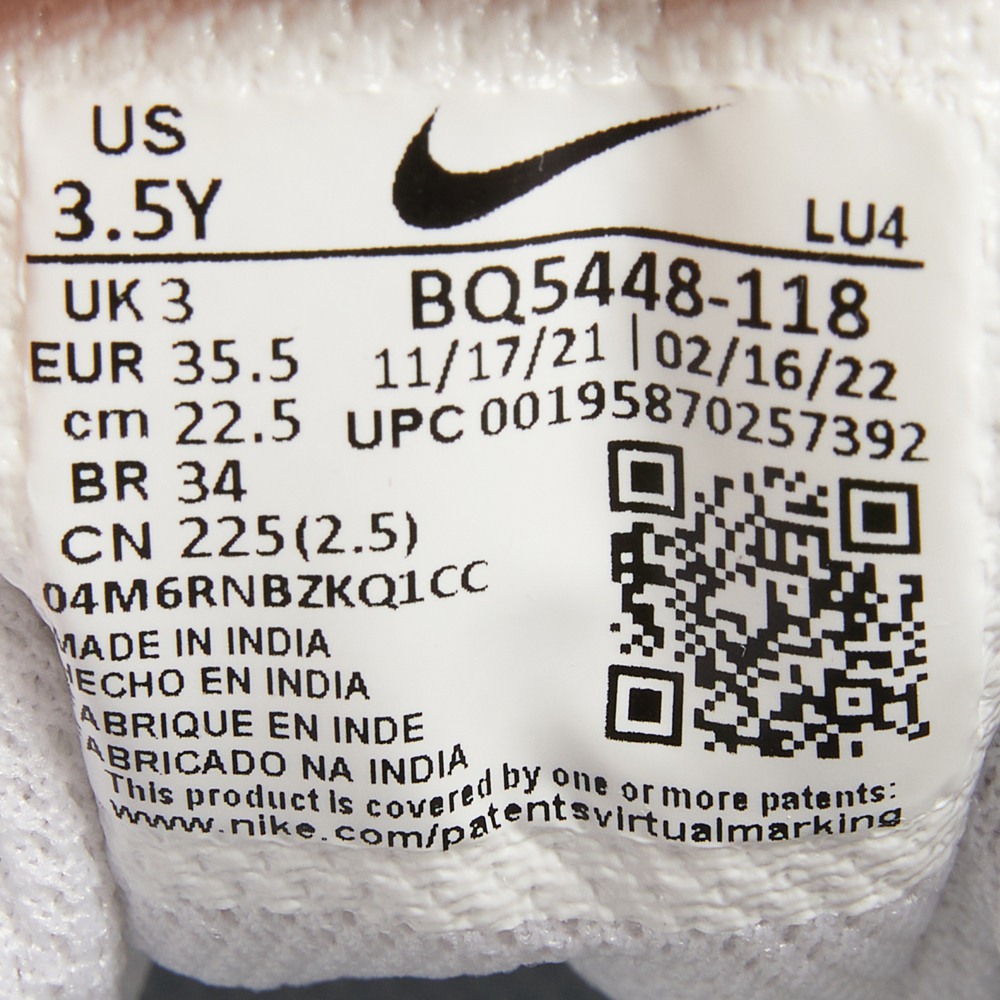 US
3.5Y
LU4
UK 3
BQ5448-118
EUR 35.5
11/17/21 | 02/16/22
cm 22.5
UPC 00195870257392
BR 34
CN 225(2.5)
04M6RNBZKQ1CC
MADE IN INDIA
HECHO EN INDIA
ABRIQUE EN INDE
ABRICADO NA INDIA
This product is covered by one or more patents:
www.nike.com/patentsvirtualmarking